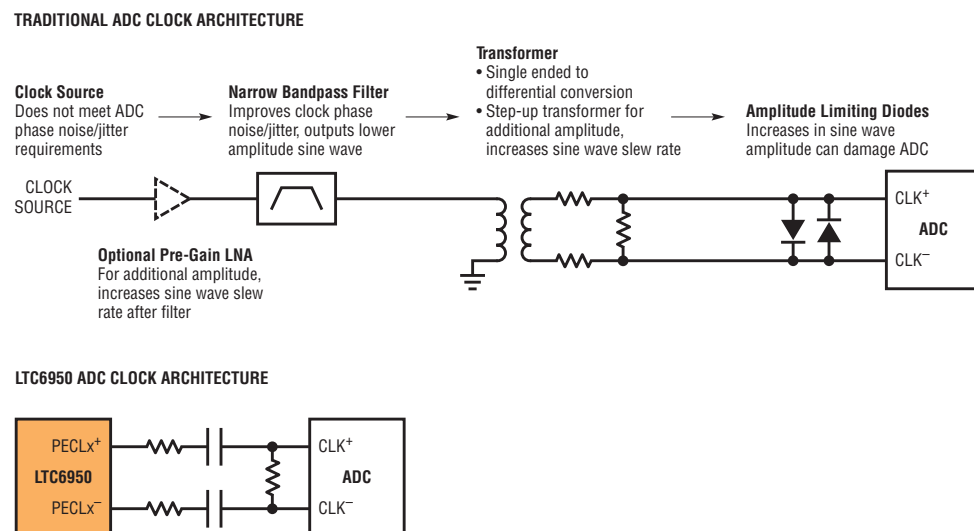 TRADITIONAL ADC CLOCK ARCHITECTURE
Clock Source
Does not meet ADC
phase noise/jitter
requirements
Narrow Bandpass Filter
Improves clock phase
noise/jitter, outputs lower
amplitude sine wave
Transformer
• Single ended to
differential conversion
• Step-up transformer for
additional amplitude,
increases sine wave slew rate
Amplitude Limiting Diodes
Increases in sine wave
amplitude can damage ADC
CLOCK
SOURCE
CLK+
ADC
CLK–
Optional Pre-Gain LNA
For additional amplitude,
increases sine wave slew
rate after filter
LTC6950 ADC CLOCK ARCHITECTURE
PECLx+
LTC6950
PECLx–
CLK+
ADC
CLK–